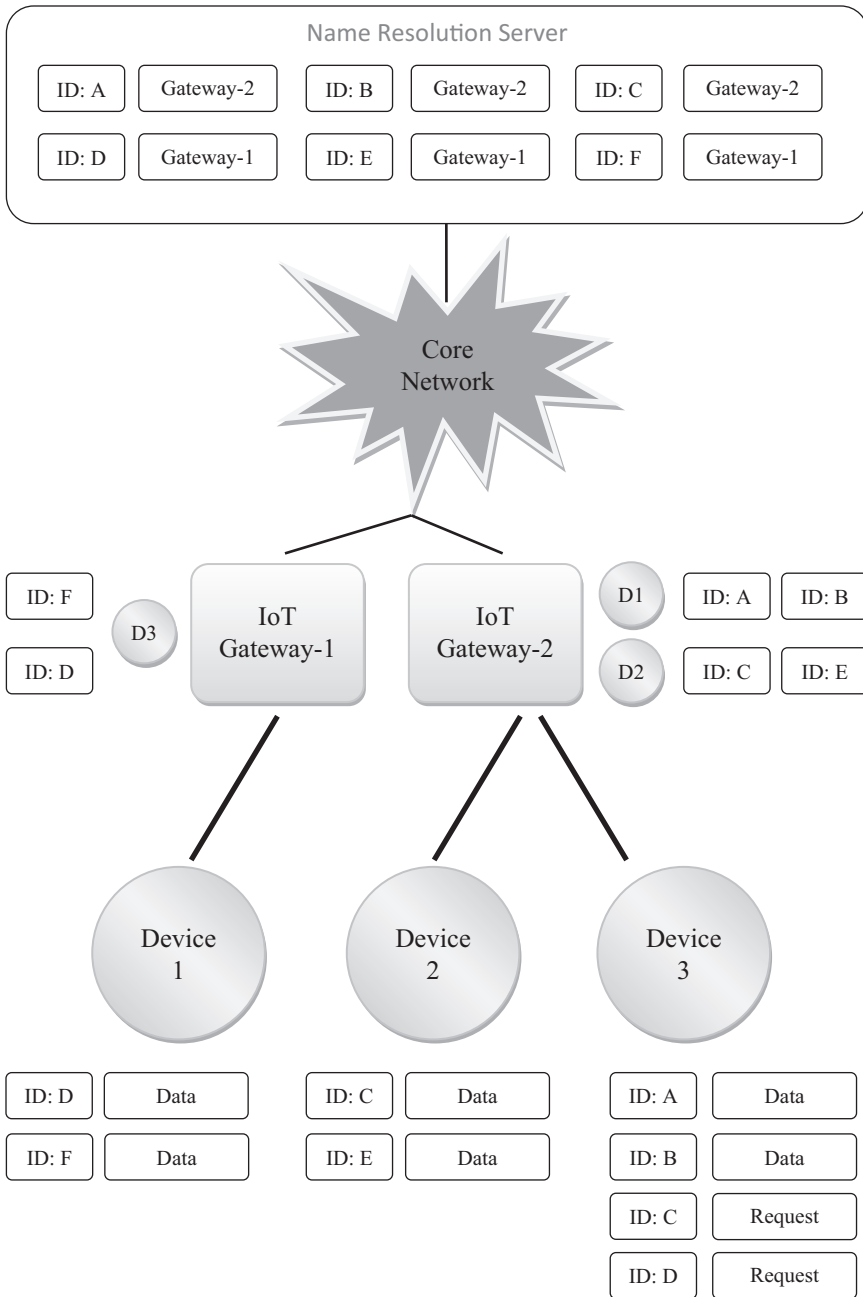 Name Resolution Server
ID: A Gateway-2 ID: B Gateway-2 ID: C Gateway-2
ID: D Gateway-1 ID: E Gateway-1 ID: F Gateway-1
Core
Network
ID: F
ID: D
D3
IoT
Gateway-1
IoT
Gateway-2
D1 ID: A ID: B
D2 ID: C ID: E
Device
1
Device
2
Device
3
ID: D Data
ID: F Data
ID: C Data
ID: E Data
ID: A Data
ID: B Data
ID: C Request
ID: D Request